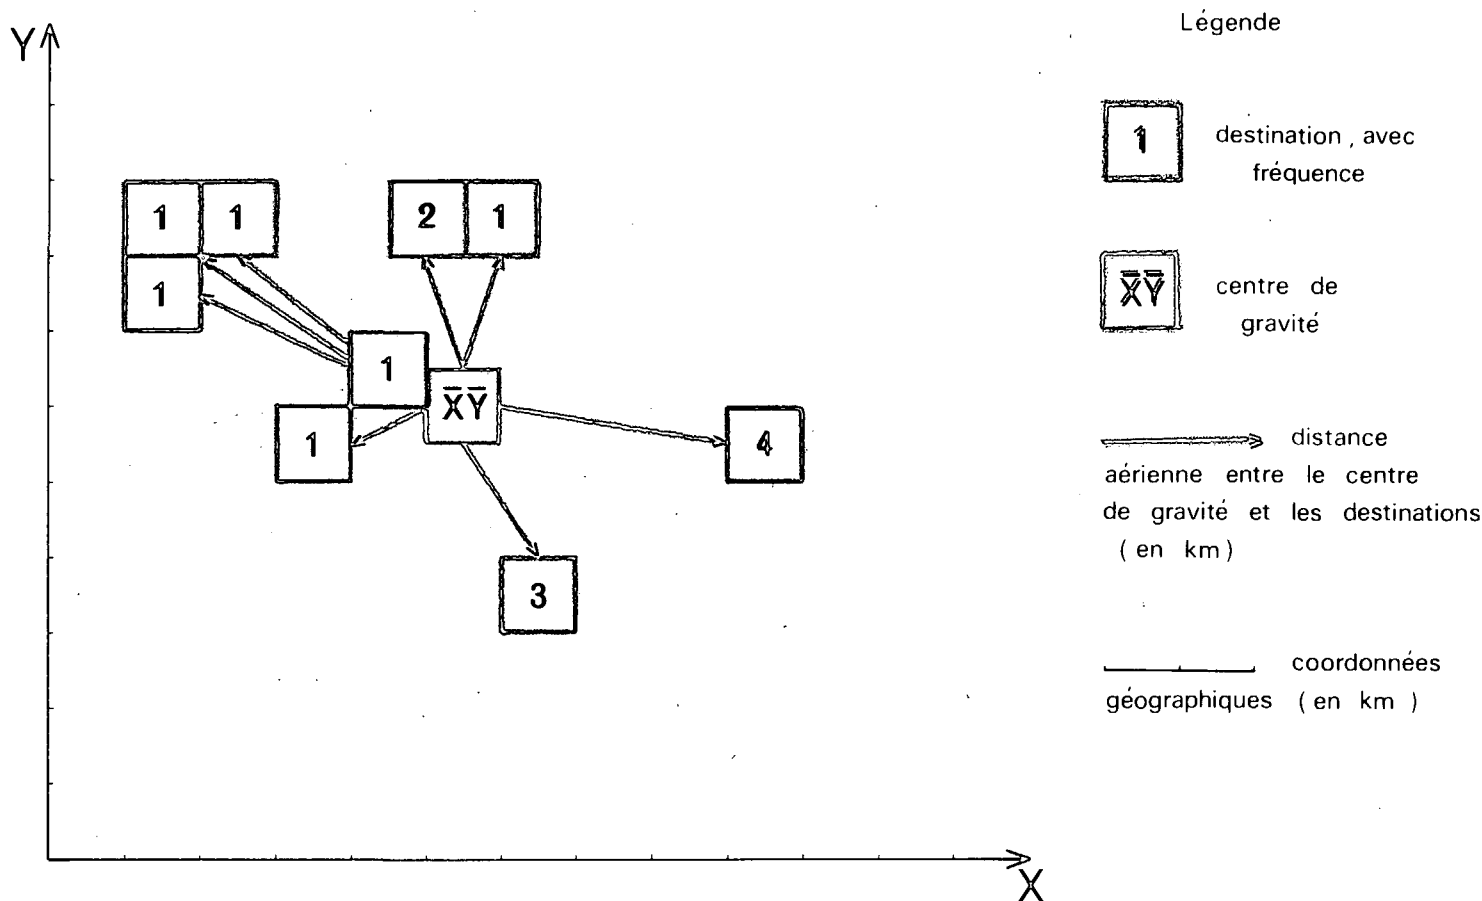 Y
1 1
1
2 1
1
X̄Ȳ
1
4
3
X
Légende
1
destination, avec
fréquence
X̄Ȳ
centre de
gravité
distance
aérienne entre le centre
de gravité et les destinations
(en km)
coordonnées
géographiques (en km)